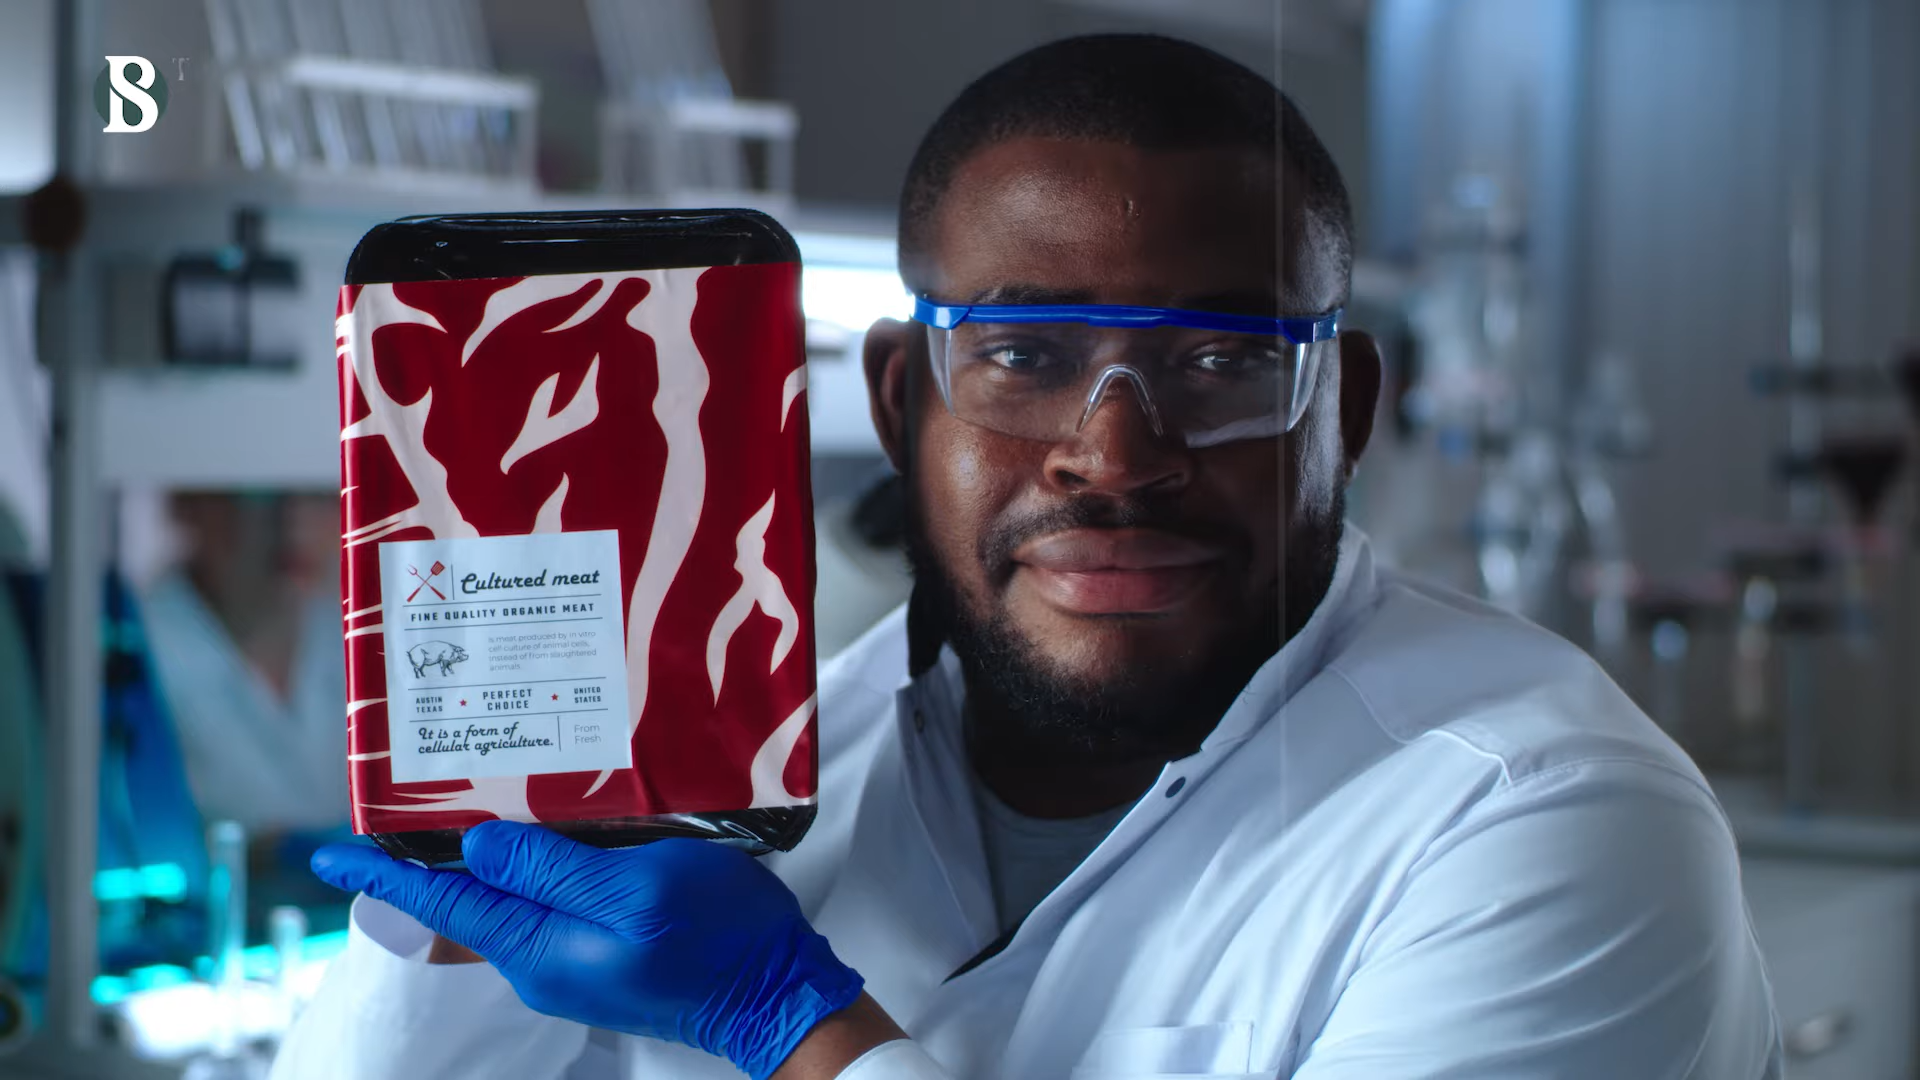 BS
Cultured meat
FINE QUALITY ORGANIC MEAT
is meat produced by in vitro
cell culture of animal cells,
instead of from slaughtered
animals.
AUSTIN
TEXAS
PERFECT
CHOICE
UNITED
STATES
It is a form of
cellular agriculture.
From
Fresh